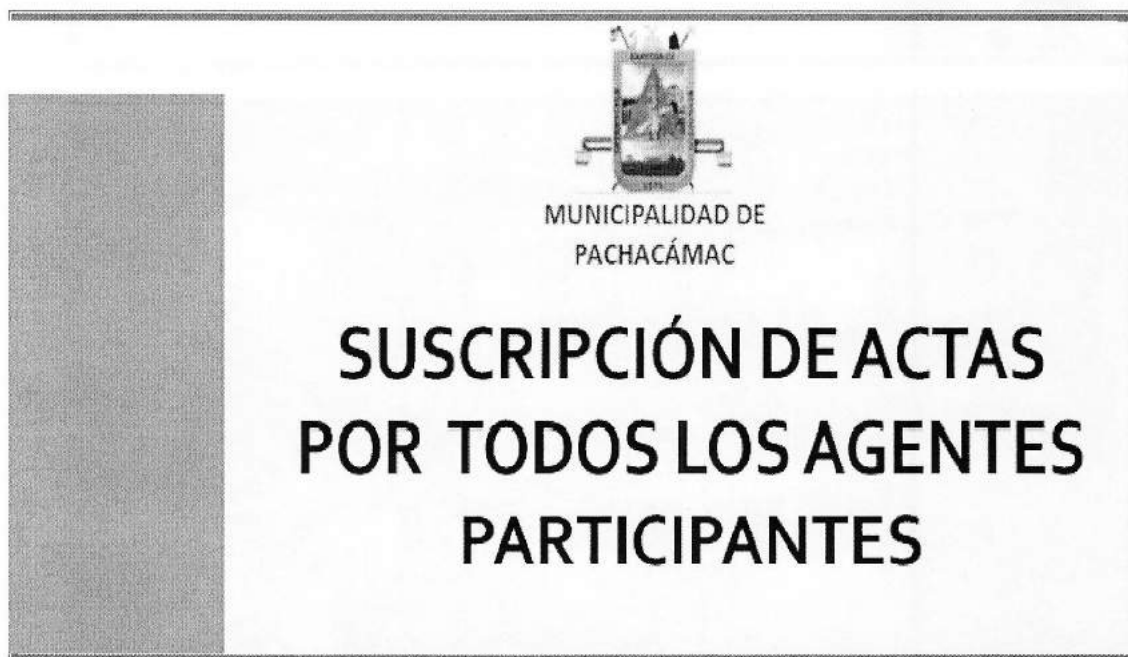 MUNICIPALIDAD DE
PACHACÁMAC
SUSCRIPCIÓN DE ACTAS
POR TODOS LOS AGENTES
PARTICIPANTES